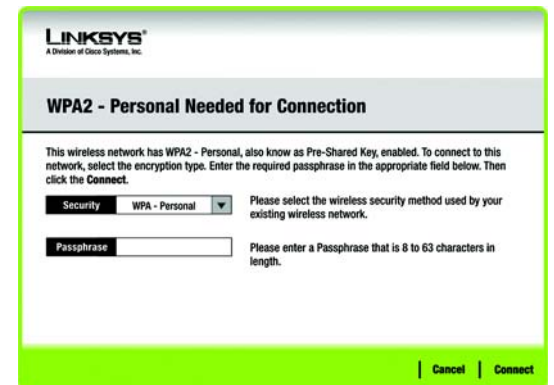 LINKSYS®
A Division of Cisco Systems, Inc.
WPA2 - Personal Needed for Connection
This wireless network has WPA2 - Personal, also know as Pre-Shared Key, enabled. To connect to this
network, select the encryption type. Enter the required passphrase in the appropriate field below. Then
click the Connect.
Security WPA - Personal Please select the wireless security method used by your
existing wireless network.
Passphrase Please enter a Passphrase that is 8 to 63 characters in
length.
Cancel Connect